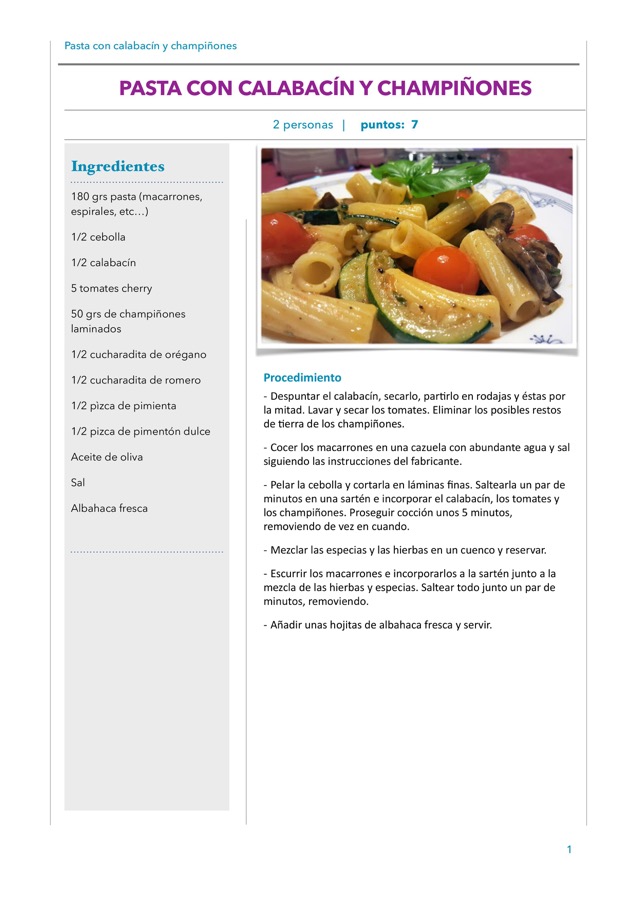 Pasta con calabacín y champiñones
PASTA CON CALABACÍN Y CHAMPIÑONES
2 personas | puntos: 7
Ingredientes
180 grs pasta (macarrones,
espirales, etc…)
1/2 cebolla
1/2 calabacín
5 tomates cherry
50 grs de champiñones
laminados
1/2 cucharadita de orégano
1/2 cucharadita de romero
1/2 pìzca de pimienta
1/2 pizca de pimentón dulce
Aceite de oliva
Sal
Albahaca fresca
Procedimiento
- Despuntar el calabacín, secarlo, partirlo en rodajas y éstas por
la mitad. Lavar y secar los tomates. Eliminar los posibles restos
de tierra de los champiñones.
- Cocer los macarrones en una cazuela con abundante agua y sal
siguiendo las instrucciones del fabricante.
- Pelar la cebolla y cortarla en láminas finas. Saltearla un par de
minutos en una sartén e incorporar el calabacín, los tomates y
los champiñones. Proseguir cocción unos 5 minutos,
removiendo de vez en cuando.
- Mezclar las especias y las hierbas en un cuenco y reservar.
- Escurrir los macarrones e incorporarlos a la sartén junto a la
mezcla de las hierbas y especias. Saltear todo junto un par de
minutos, removiendo.
- Añadir unas hojitas de albahaca fresca y servir.
1